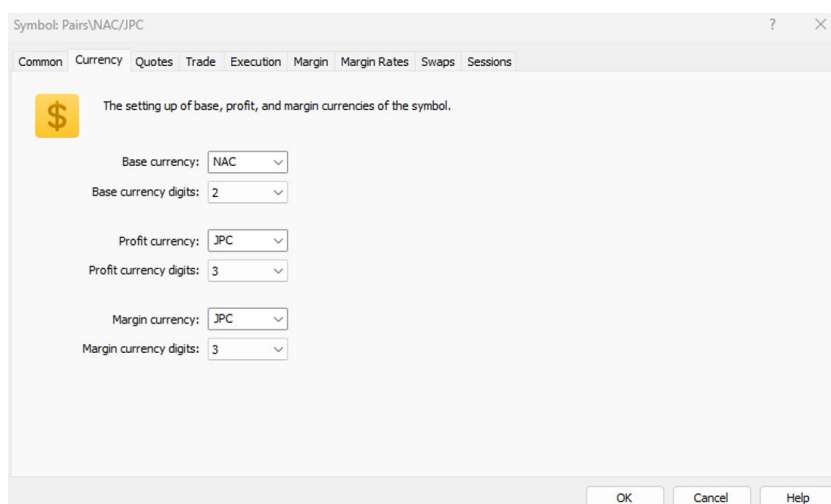 Symbol: Pairs\NAC/JPC ?
Common Currency Quotes Trade Execution Margin Margin Rates Swaps Sessions
$ The setting up of base, profit, and margin currencies of the symbol.
Base currency: NAC
Base currency digits: 2
Profit currency: JPC
Profit currency digits: 3
Margin currency: JPC
Margin currency digits: 3
OK Cancel Help